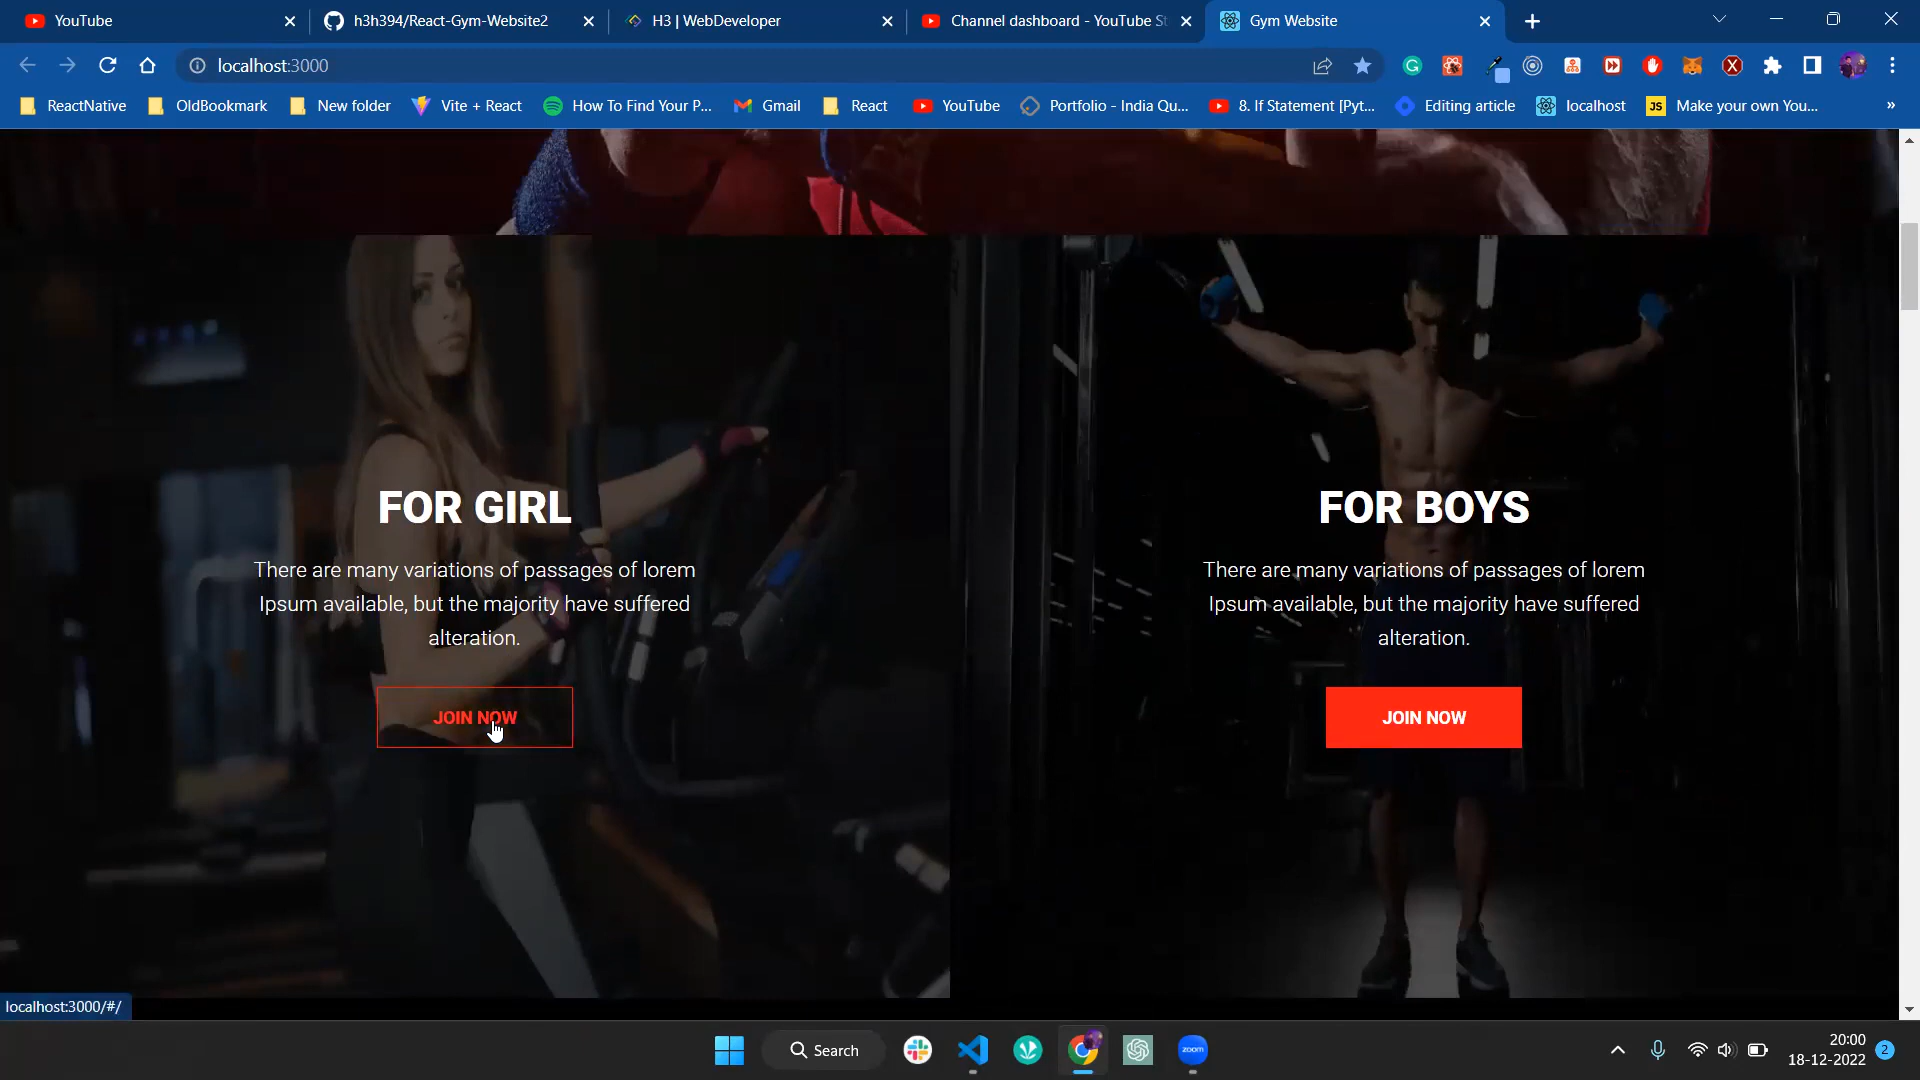 YouTube
h3h394/React-Gym-Website2
H3 | WebDeveloper
Channel dashboard - YouTube St
Gym Website
localhost:3000
ReactNative
OldBookmark
New folder
Vite + React
How To Find Your P...
Gmail
React
YouTube
Portfolio - India Qu...
8. If Statement [Pyt...
Editing article
localhost
JS
Make your own You...
»
FOR GIRL
There are many variations of passages of lorem
Ipsum available, but the majority have suffered
alteration.
JOIN NOW
FOR BOYS
There are many variations of passages of lorem
Ipsum available, but the majority have suffered
alteration.
JOIN NOW
localhost:3000/#/
Search
zoom
20:00
18-12-2022
2